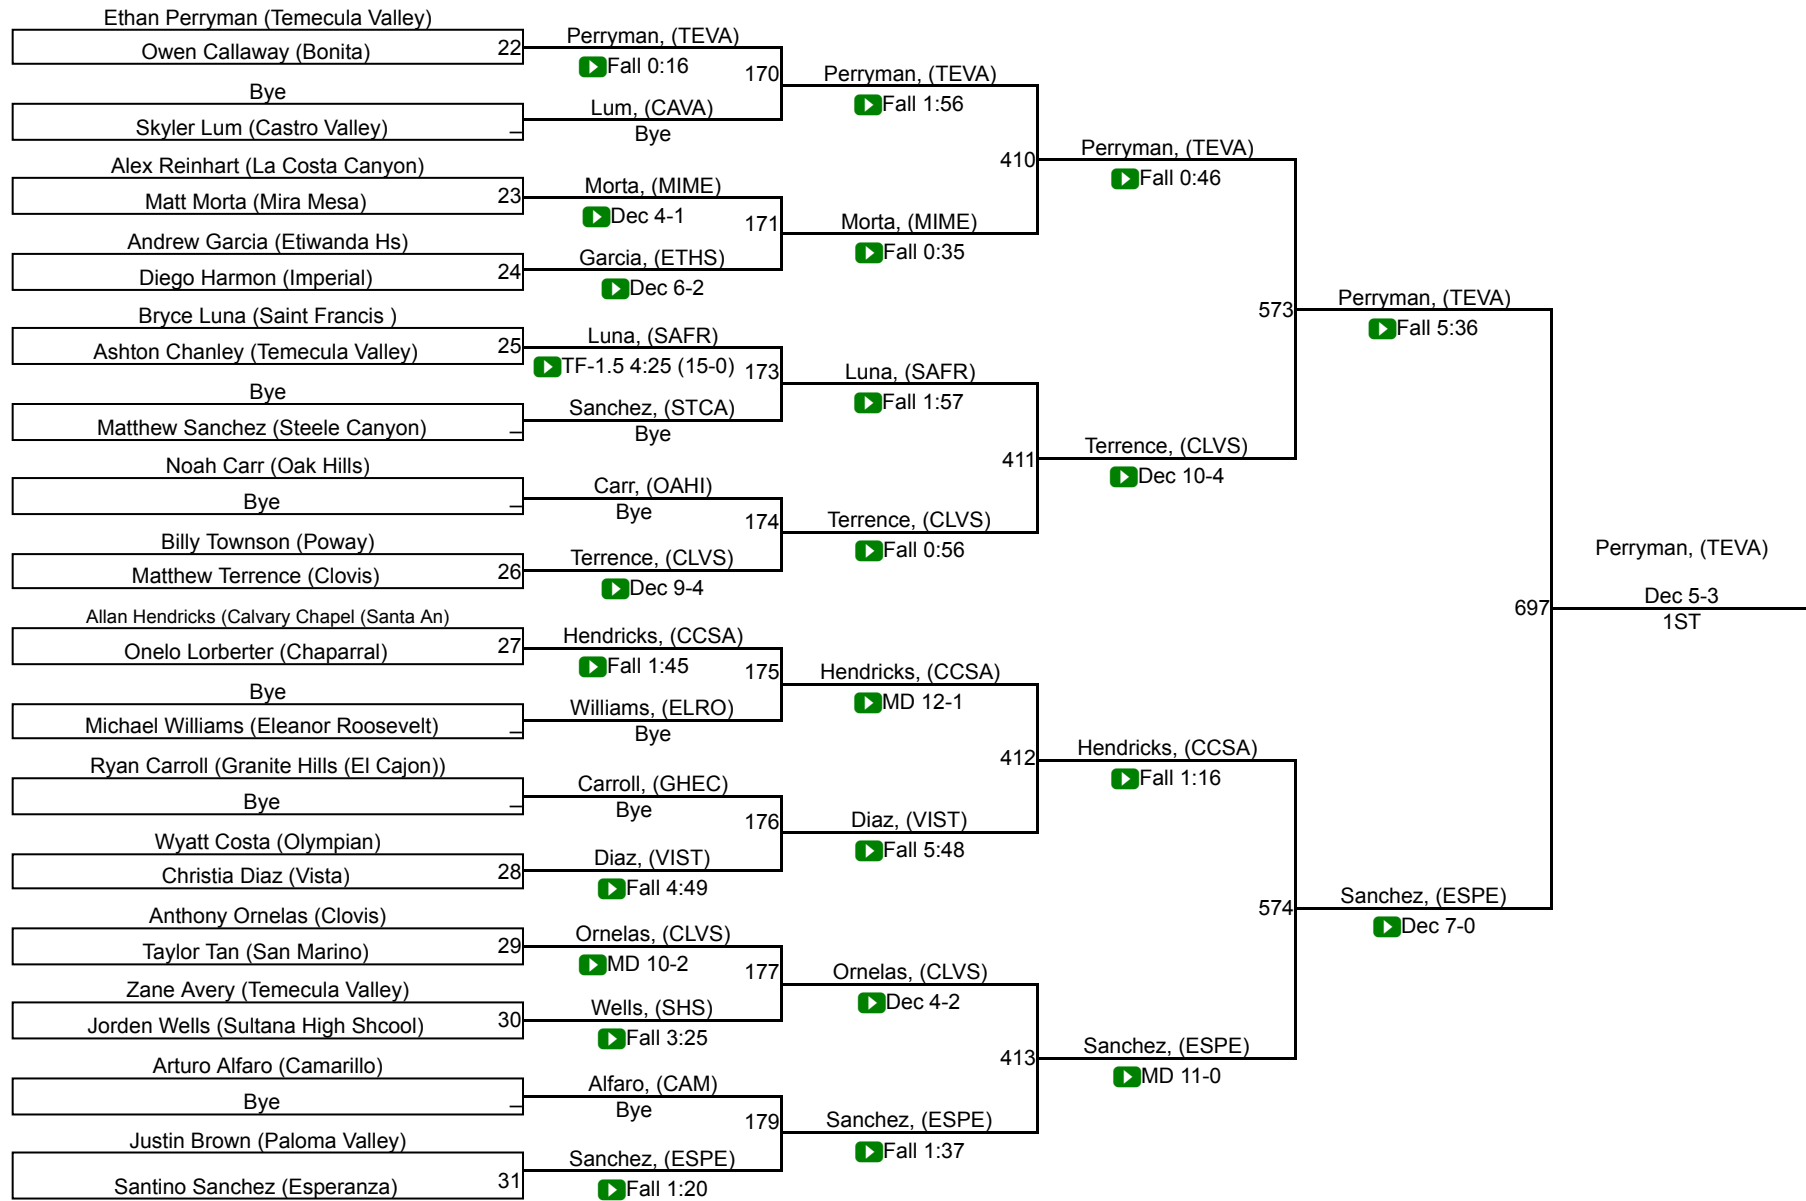 Ethan Perryman (Temecula Valley)
Owen Callaway (Bonita)
22
Bye
Skyler Lum (Castro Valley)
_
Alex Reinhart (La Costa Canyon)
Matt Morta (Mira Mesa)
23
Andrew Garcia (Etiwanda Hs)
Diego Harmon (Imperial)
24
Bryce Luna (Saint Francis )
Ashton Chanley (Temecula Valley)
25
Bye
Matthew Sanchez (Steele Canyon)
_
Noah Carr (Oak Hills)
Bye
_
Billy Townson (Poway)
Matthew Terrence (Clovis)
26
Allan Hendricks (Calvary Chapel (Santa An)
Onelo Lorberter (Chaparral)
27
Bye
Michael Williams (Eleanor Roosevelt)
_
Ryan Carroll (Granite Hills (El Cajon))
Bye
_
Wyatt Costa (Olympian)
Christia Diaz (Vista)
28
Anthony Ornelas (Clovis)
Taylor Tan (San Marino)
29
Zane Avery (Temecula Valley)
Jorden Wells (Sultana High Shcool)
30
Arturo Alfaro (Camarillo)
Bye
_
Justin Brown (Paloma Valley)
Santino Sanchez (Esperanza)
31
Perryman, (TEVA)
Fall 0:16
170
Lum, (CAVA)
Bye
Morta, (MIME)
Dec 4-1
171
Garcia, (ETHS)
Dec 6-2
Luna, (SAFR)
TF-1.5 4:25 (15-0)
173
Sanchez, (STCA)
Bye
Carr, (OAHI)
Bye
174
Terrence, (CLVS)
Dec 9-4
Hendricks, (CCSA)
Fall 1:45
175
Williams, (ELRO)
Bye
Carroll, (GHEC)
Bye
176
Diaz, (VIST)
Fall 4:49
Ornelas, (CLVS)
MD 10-2
177
Wells, (SHS)
Fall 3:25
Alfaro, (CAM)
Bye
179
Sanchez, (ESPE)
Fall 1:20
Perryman, (TEVA)
Fall 1:56
410
Morta, (MIME)
Fall 0:35
Luna, (SAFR)
Fall 1:57
411
Terrence, (CLVS)
Fall 0:56
Hendricks, (CCSA)
MD 12-1
412
Diaz, (VIST)
Fall 5:48
Ornelas, (CLVS)
Dec 4-2
413
Sanchez, (ESPE)
Fall 1:37
Perryman, (TEVA)
Fall 0:46
573
Terrence, (CLVS)
Dec 10-4
Hendricks, (CCSA)
Fall 1:16
574
Sanchez, (ESPE)
MD 11-0
Perryman, (TEVA)
Fall 5:36
697
Sanchez, (ESPE)
Dec 7-0
Perryman, (TEVA)
Dec 5-3
1ST